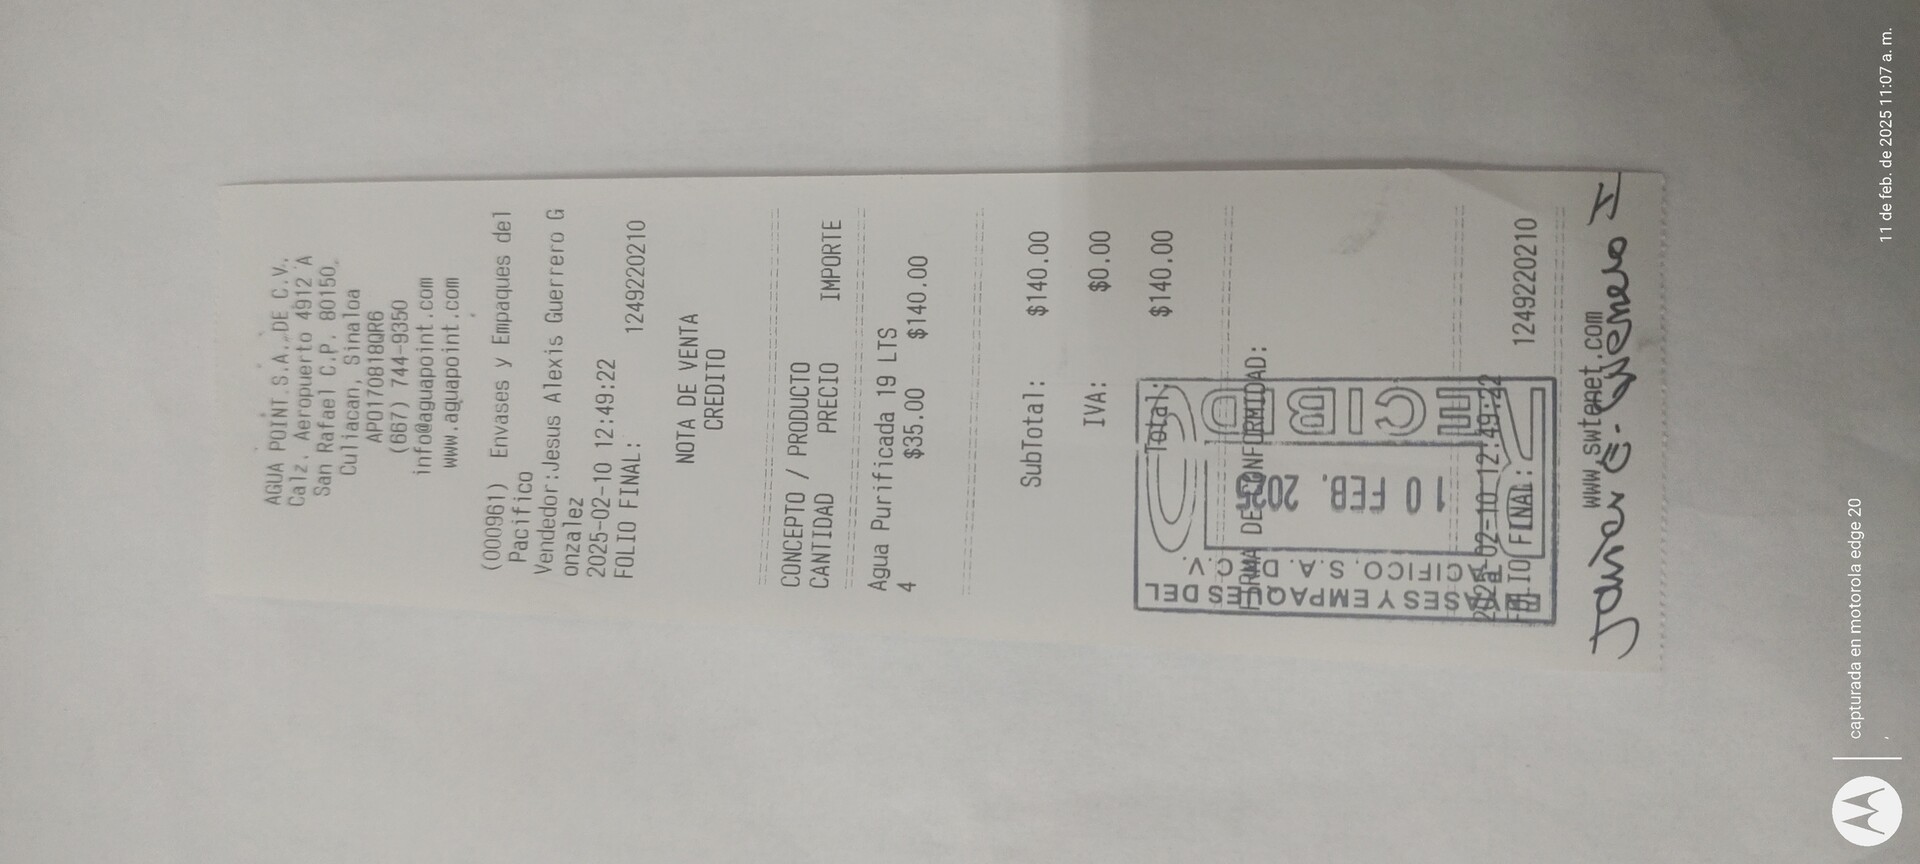 AGUA POINT.S.A. DE C.V.
Calz. Aeropuerto 4912 A
San Rafael C.P. 80150
Culiacan, Sinaloa
APO170818QR6
(667) 744-9350
info@aguapoint.com
www.aguapoint.com
(000961) Envases y Empaques del
Pacifico
Vendedor:Jesus Alexis Guerrero G
onzalez
2025-02-10 12:49:22
FOLIO FINAL: 1249220210
NOTA DE VENTA
CREDITO
CONCEPTO / PRODUCTO
CANTIDAD PRECIO IMPORTE
Agua Purificada 19 LTS
4 $35.00 $140.00
SubTotal: $140.00
IVA: $0.00
Total: $140.00
FIRMA DE CONFORMIDAD:
2025-02-10 12:49:22
FOLIO FINAL: 1249220210
www.swtenet.com
ENVASES Y EMPAQUES DEL
PACIFICO, S.A. DE C.V.
10 FEB. 2025
RECIBIDO
Javier G.
capturada en motorola edge 20
11 de feb. de 2025 11:07 a. m.